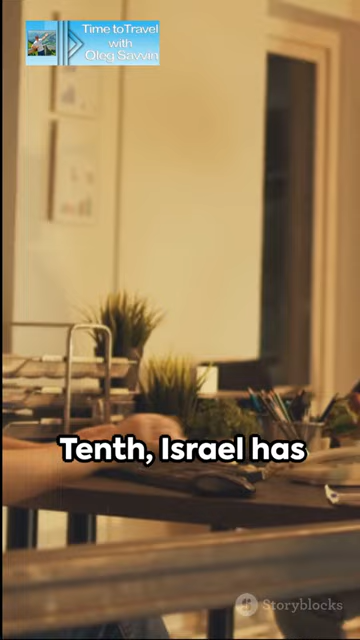 Time to Travel
with
Oleg Savvin
Tenth, Israel has
Storyblocks